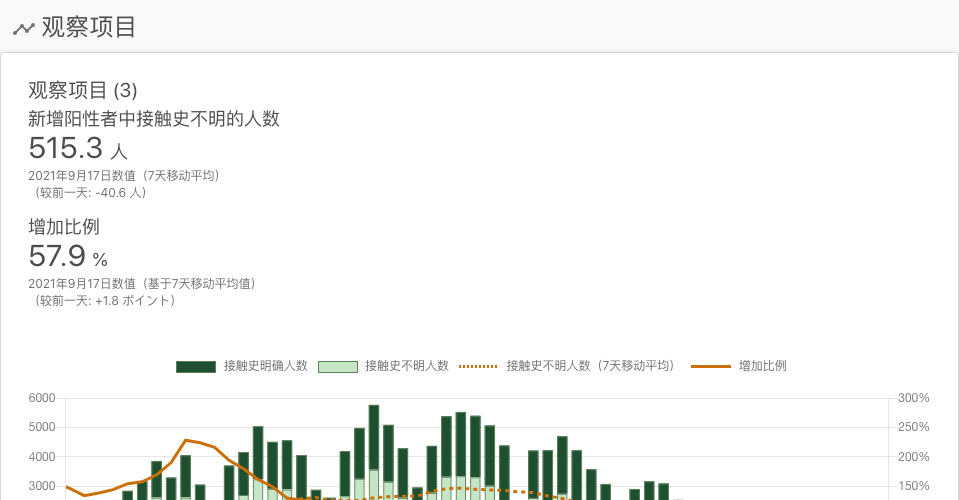 观察项目
观察项目 (3)
新增阳性者中接触史不明的人数
515.3 人
2021年9月17日数值（7天移动平均）
（较前一天: -40.6 人）
增加比例
57.9 %
2021年9月17日数值（基于7天移动平均值）
（较前一天: +1.8 ポイント）
接触史明确人数 接触史不明人数 接触史不明人数（7天移动平均） 增加比例
6000 300%
5000 250%
4000 200%
3000 150%